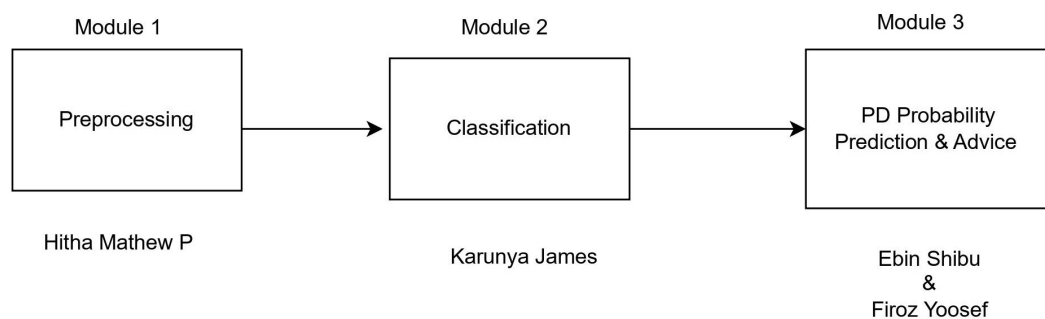 Module 1
Preprocessing
Hitha Mathew P
Module 2
Classification
Karunya James
Module 3
PD Probability
Prediction & Advice
Ebin Shibu
&
Firoz Yoosef